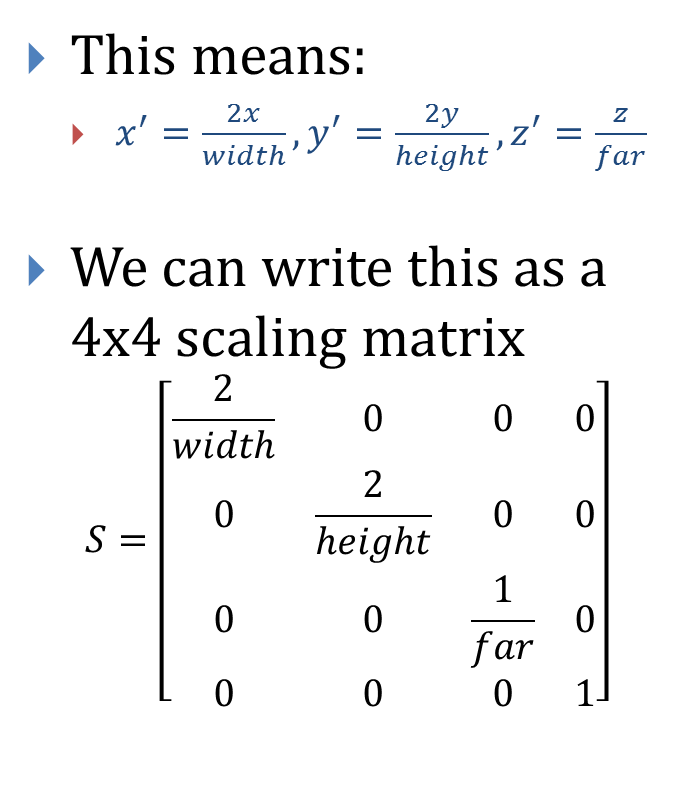 This means:
x′ = 2x/width, y′ = 2y/height, z′ = z/far
We can write this as a
4x4 scaling matrix
S = [
2/width 0 0 0
0 2/height 0 0
0 0 1/far 0
0 0 0 1
]